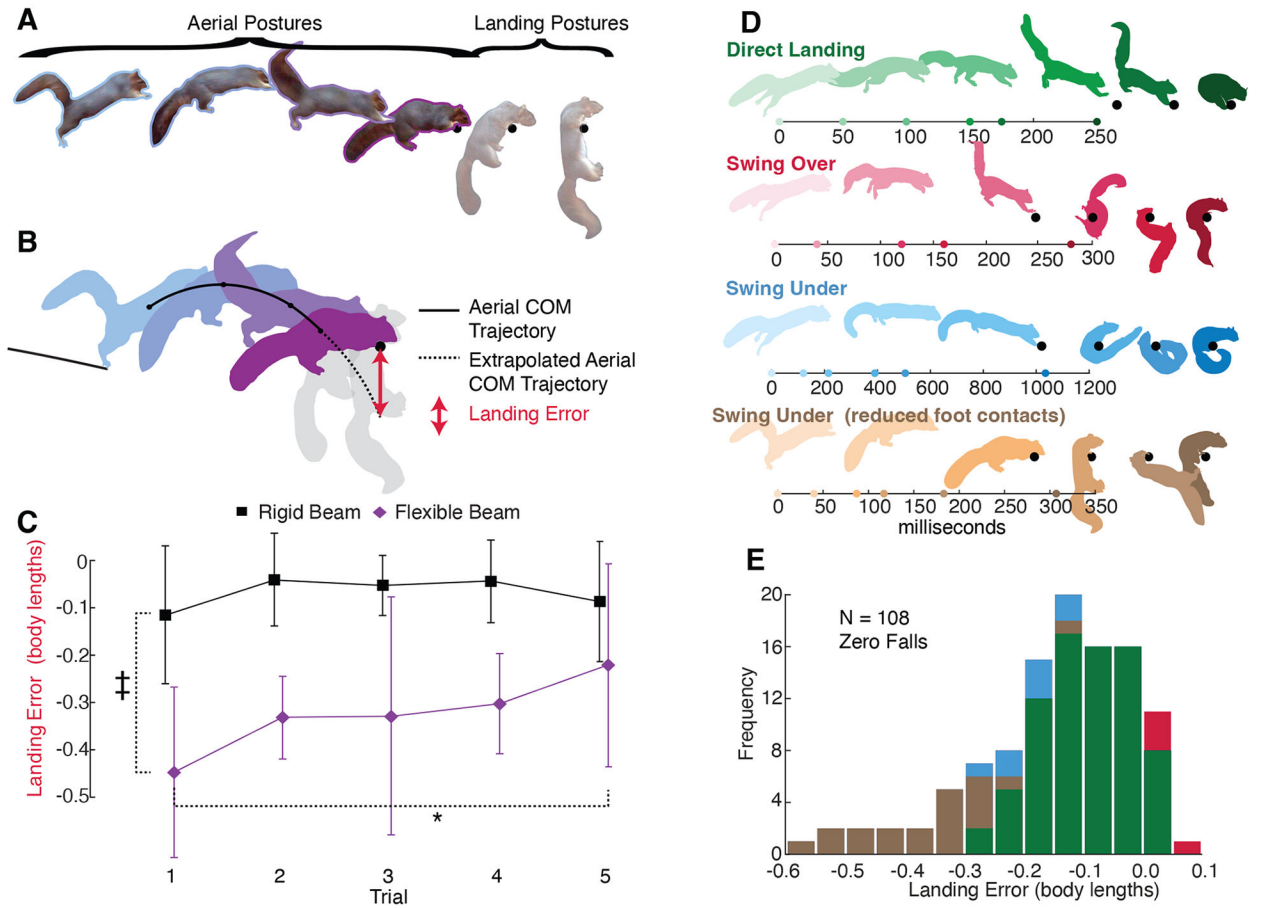 A
Aerial Postures
Landing Postures
B
Aerial COM
Trajectory
Extrapolated Aerial
COM Trajectory
Landing Error
C
Rigid Beam
Flexible Beam
Landing Error (body lengths)
0
-0.1
-0.2
-0.3
-0.4
-0.5
‡
*
1 2 3 4 5
Trial
D
Direct Landing
0 50 100 150 200 250
Swing Over
0 50 100 150 200 250 300
Swing Under
0 200 400 600 800 1000 1200
Swing Under (reduced foot contacts)
0 50 100 150 200 250 300 350
milliseconds
E
N = 108
Zero Falls
Frequency
20
16
12
8
4
0
-0.6 -0.5 -0.4 -0.3 -0.2 -0.1 0.0 0.1
Landing Error (body lengths)